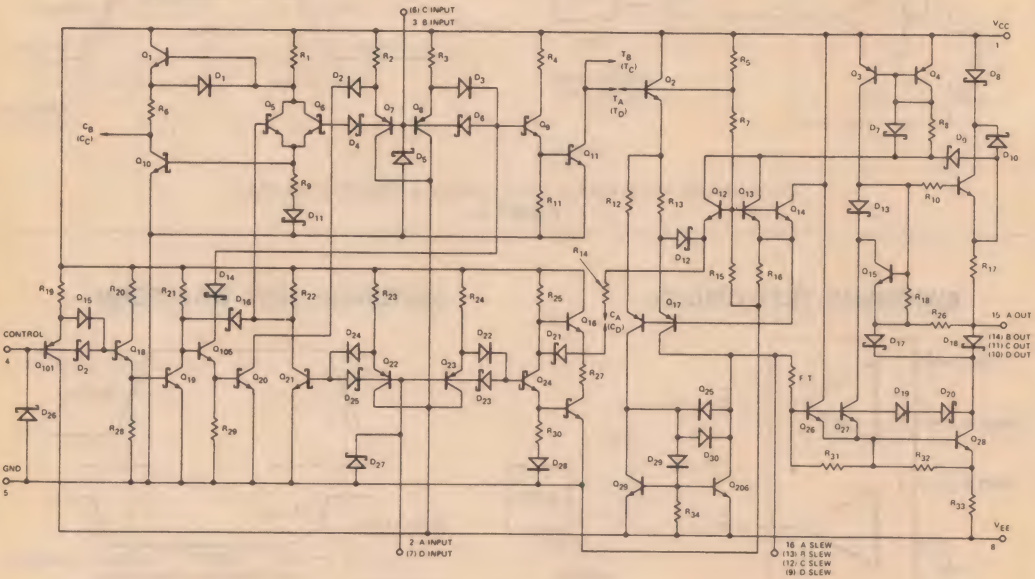 (6) C INPUT
3 B INPUT
VCC
1
Q1
D1
R1
D2
R2
R3
D3
R4
TB
(TC)
Q2
R5
Q3
Q4
D8
R6
Q5
Q6
D4
Q7
Q8
D6
Q9
TA
(TD)
R7
D7
R8
D9
D10
CB
(CC)
Q10
D5
Q11
R9
R11
R12
R13
Q12
Q13
Q14
R10
D11
D12
D13
R14
R15
R16
Q15
R17
R18
R19
D15
R20
R21
D14
D16
R22
R23
R24
R25
CA
(CD)
Q16
Q17
R26
15 A OUT
(14) B OUT
(11) C OUT
(10) D OUT
CONTROL
4
D2
Q18
Q106
D24
Q22
Q23
D22
D21
D17
D18
Q101
Q19
Q20
Q21
D25
D23
Q24
R27
F T
D19
D20
D26
Q25
Q26
Q27
Q28
R28
R29
D27
R30
D29
D30
R31
R32
GND
5
D28
Q29
Q206
R34
R33
VEE
8
2 A INPUT
(7) D INPUT
16 A SLEW
(13) B SLEW
(12) C SLEW
(9) D SLEW